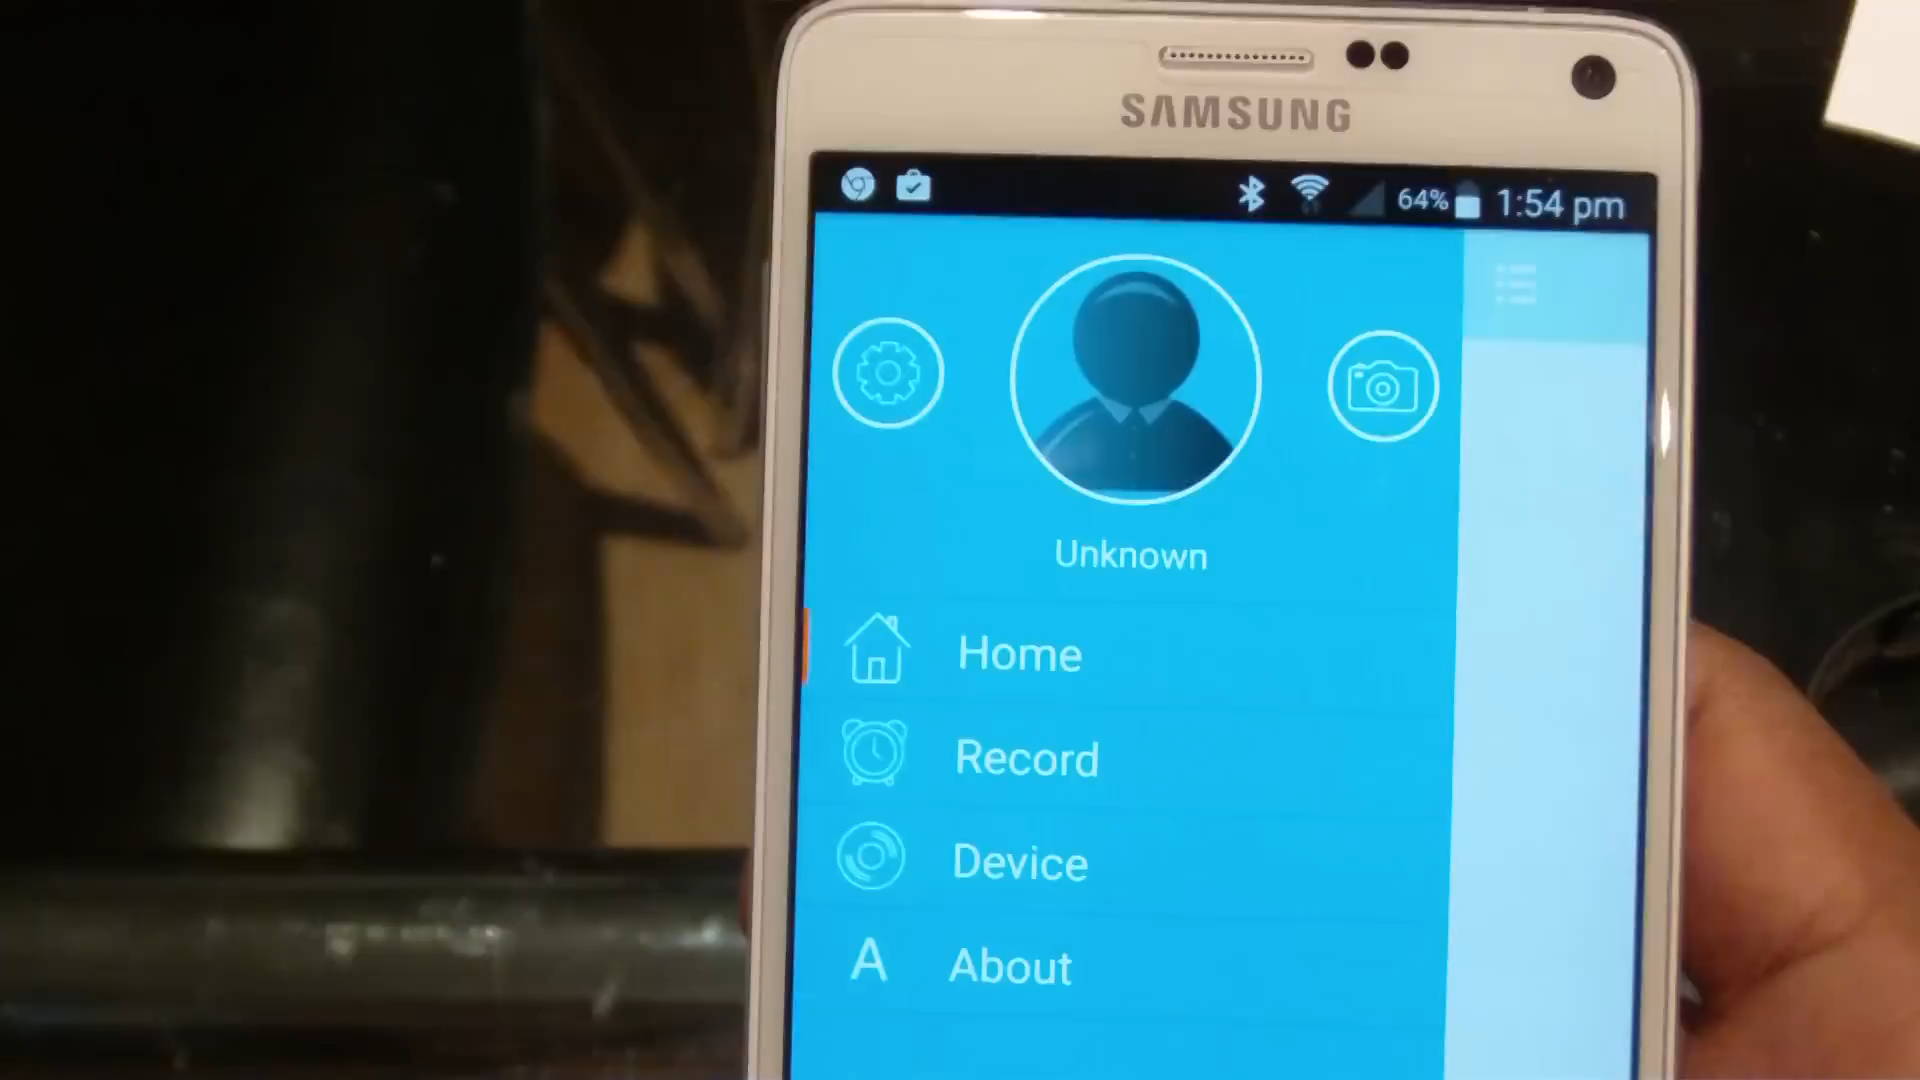 SAMSUNG
64% 1:54 pm
Unknown
Home
Record
Device
A About